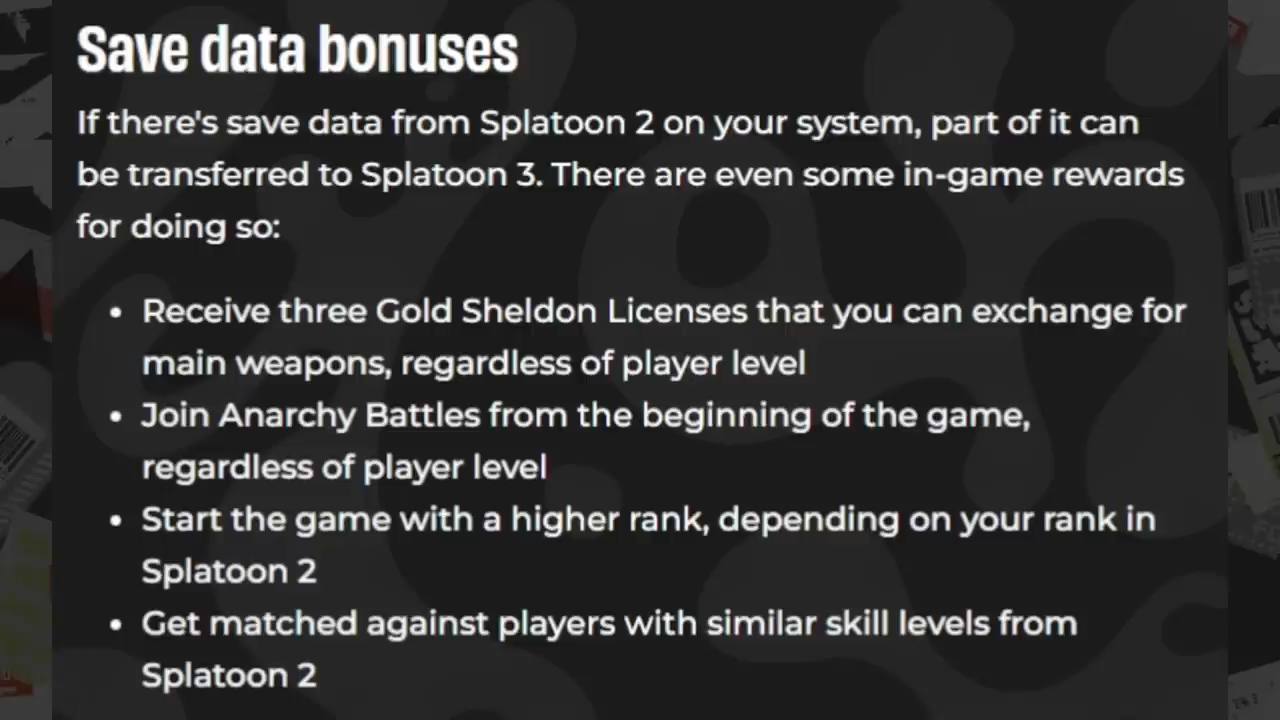 Save data bonuses
If there's save data from Splatoon 2 on your system, part of it can
be transferred to Splatoon 3. There are even some in-game rewards
for doing so:
• Receive three Gold Sheldon Licenses that you can exchange for
main weapons, regardless of player level
• Join Anarchy Battles from the beginning of the game,
regardless of player level
• Start the game with a higher rank, depending on your rank in
Splatoon 2
• Get matched against players with similar skill levels from
Splatoon 2